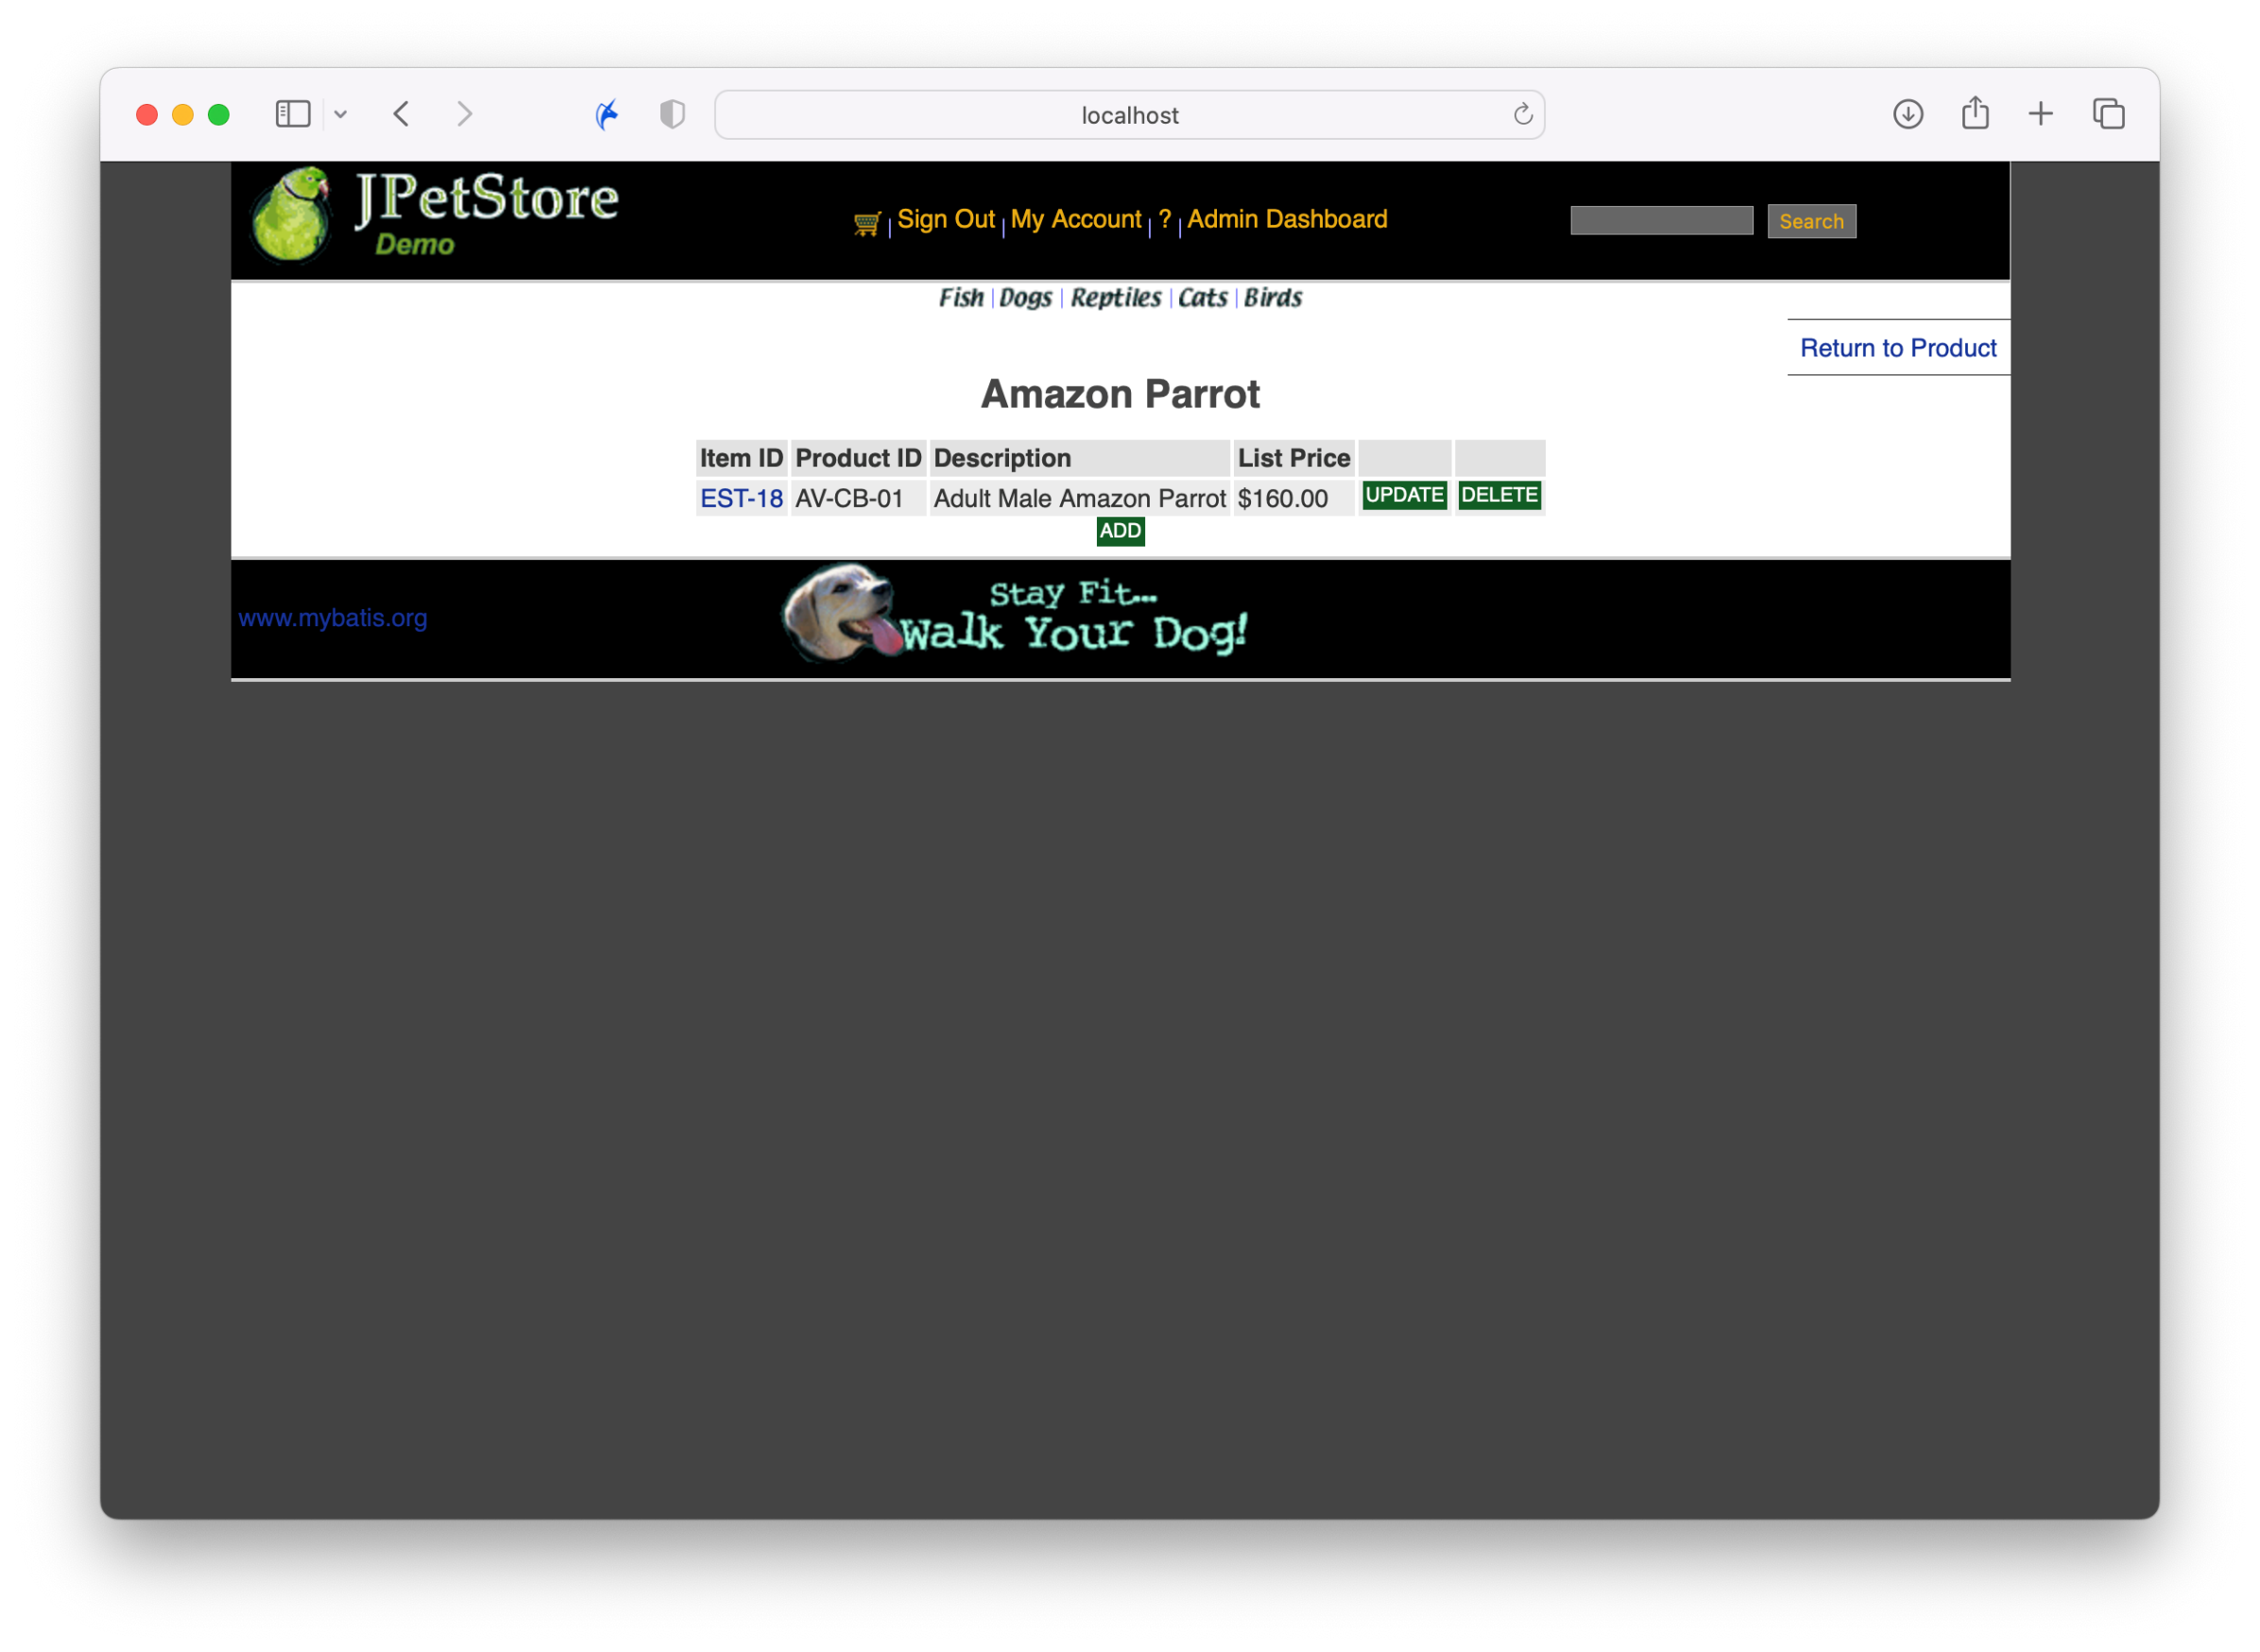 localhost
JPetStore
Demo
Sign Out | My Account | ? | Admin Dashboard
Search
Fish | Dogs | Reptiles | Cats | Birds
Return to Product
Amazon Parrot
Item ID Product ID Description List Price
EST-18 AV-CB-01 Adult Male Amazon Parrot $160.00 UPDATE DELETE
ADD
www.mybatis.org
Stay Fit...
Walk Your Dog!